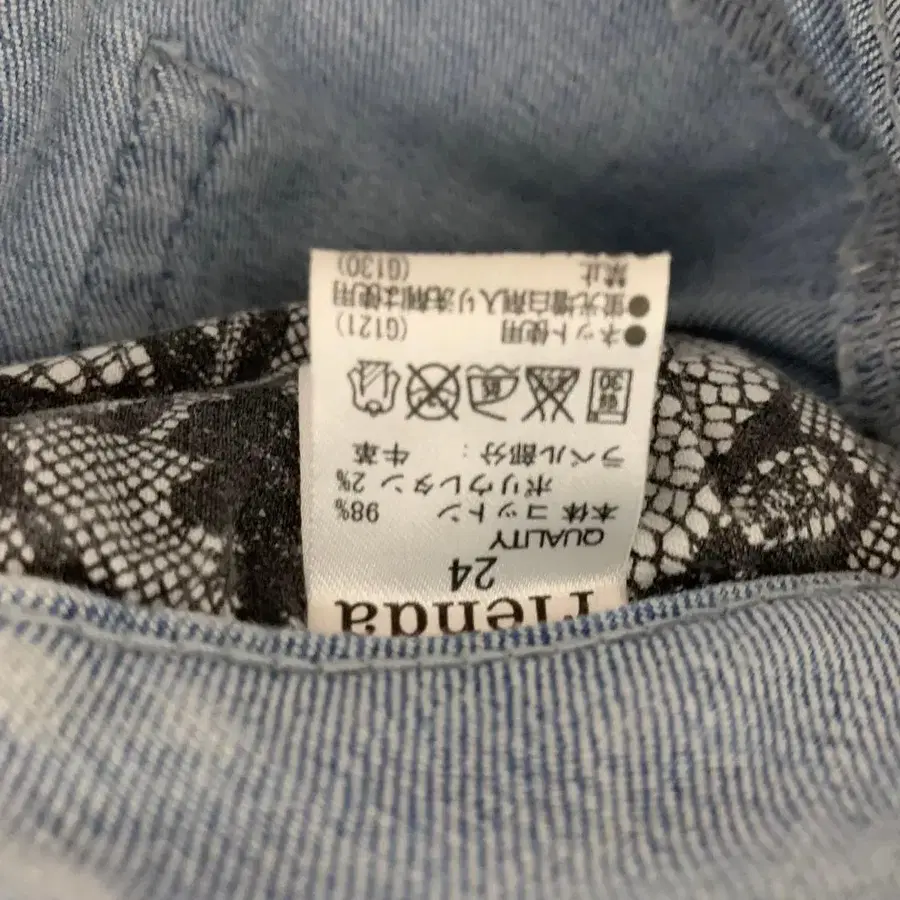 rienda
24
QUALITY
本体 コットン 98%
ポリウレタン 2%
ラベル部分： 牛革
●ネット使用 (G121)
●蛍光増白剤入り洗剤は使用
禁止 (G130)